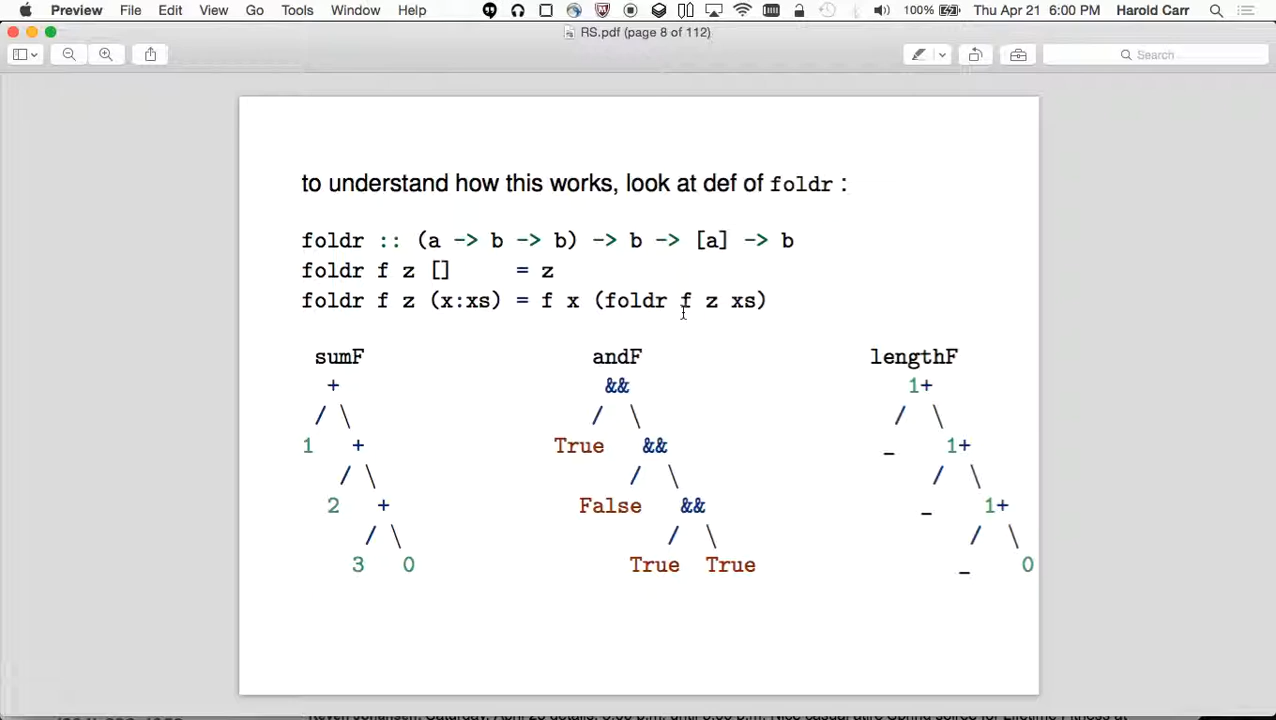 Preview File Edit View Go Tools Window Help 100% Thu Apr 21 6:00 PM Harold Carr
RS.pdf (page 8 of 112)
Search
to understand how this works, look at def of foldr :
foldr :: (a -> b -> b) -> b -> [a] -> b
foldr f z [] = z
foldr f z (x:xs) = f x (foldr f z xs)
sumF andF lengthF
+ && 1+
/ \ / \ / \
1 + True && _ 1+
/ \ / \ / \
2 + False && _ 1+
/ \ / \ / \
3 0 True True _ 0